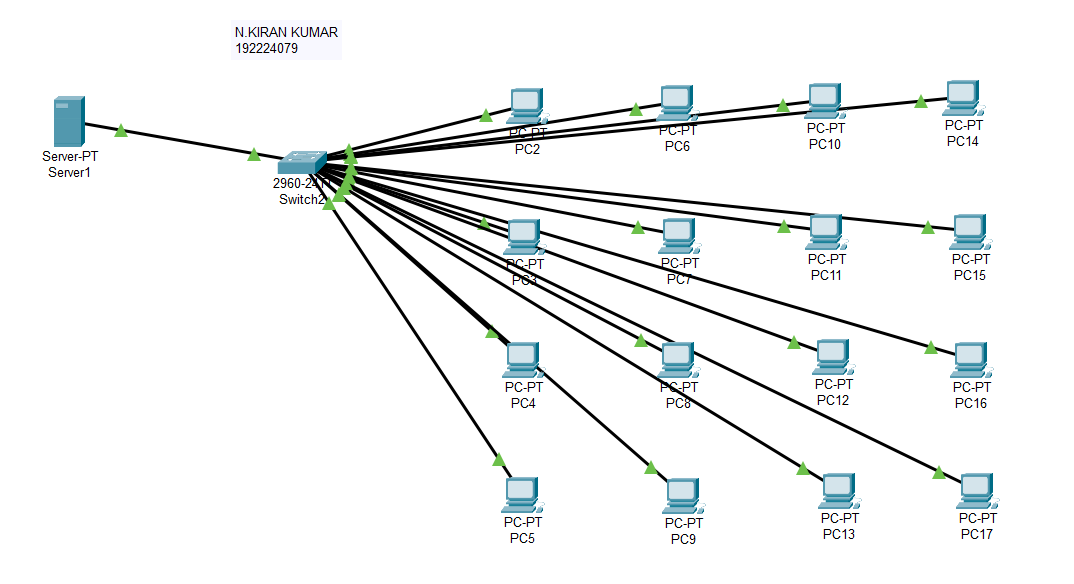 N.KIRAN KUMAR
192224079
Server-PT
Server1
2960-24TT
Switch2
PC-PT
PC2
PC-PT
PC6
PC-PT
PC10
PC-PT
PC14
PC-PT
PC3
PC-PT
PC7
PC-PT
PC11
PC-PT
PC15
PC-PT
PC4
PC-PT
PC8
PC-PT
PC12
PC-PT
PC16
PC-PT
PC5
PC-PT
PC9
PC-PT
PC13
PC-PT
PC17